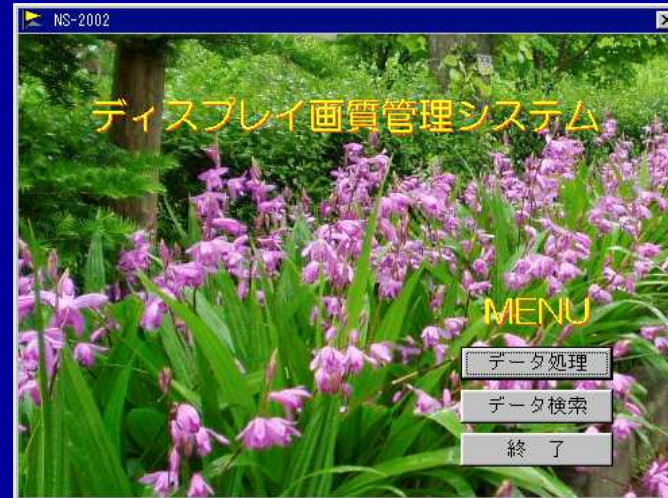 NS-2002
ディスプレイ画質管理システム
MENU
データ処理
データ検索
終　了